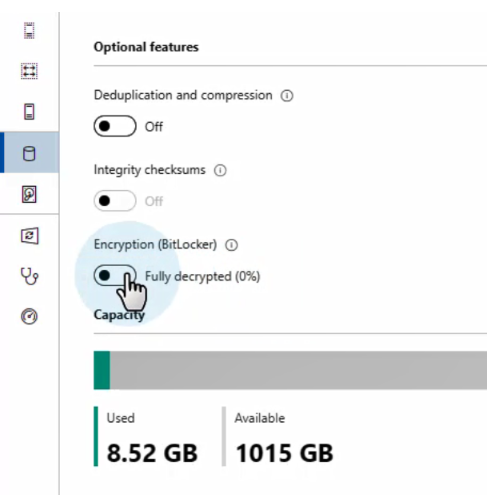 Optional features
Deduplication and compression
Off
Integrity checksums
Off
Encryption (BitLocker)
Fully decrypted (0%)
Capacity
Used
Available
8.52 GB
1015 GB